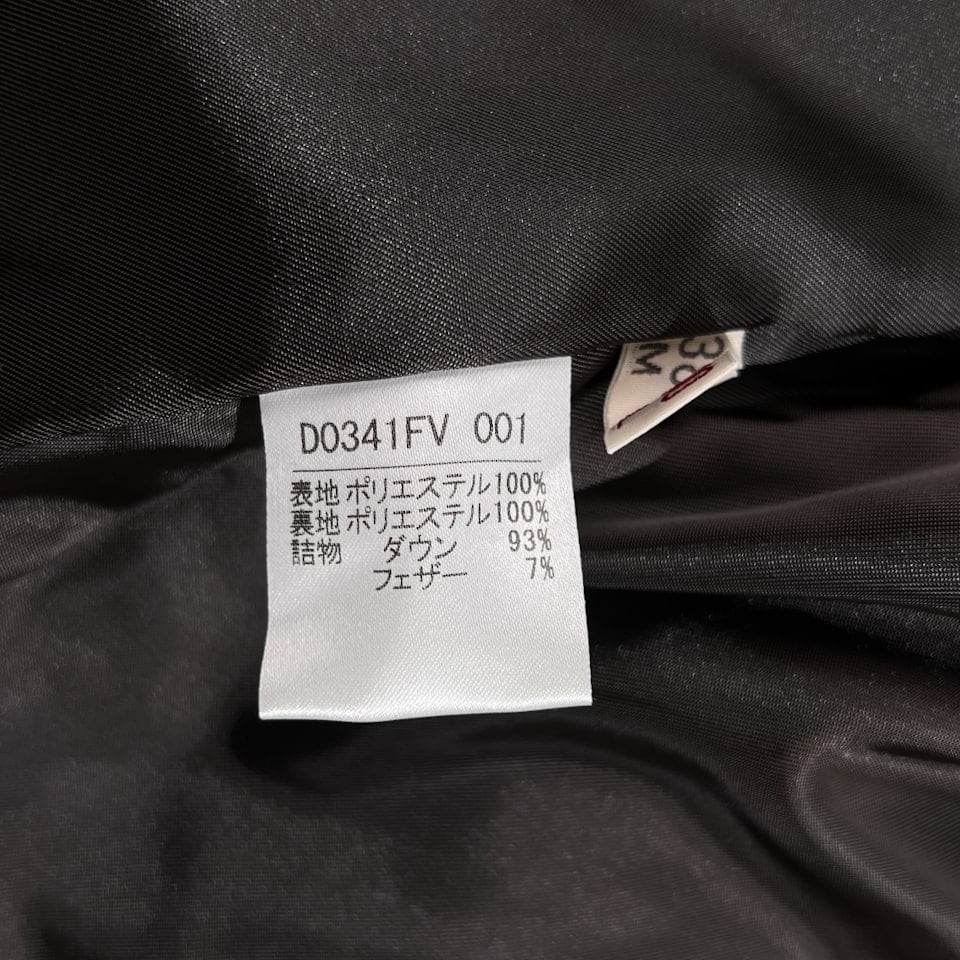 D0341FV 001
表地 ポリエステル100%
裏地 ポリエステル100%
詰物 ダウン 93%
フェザー 7%
38
M